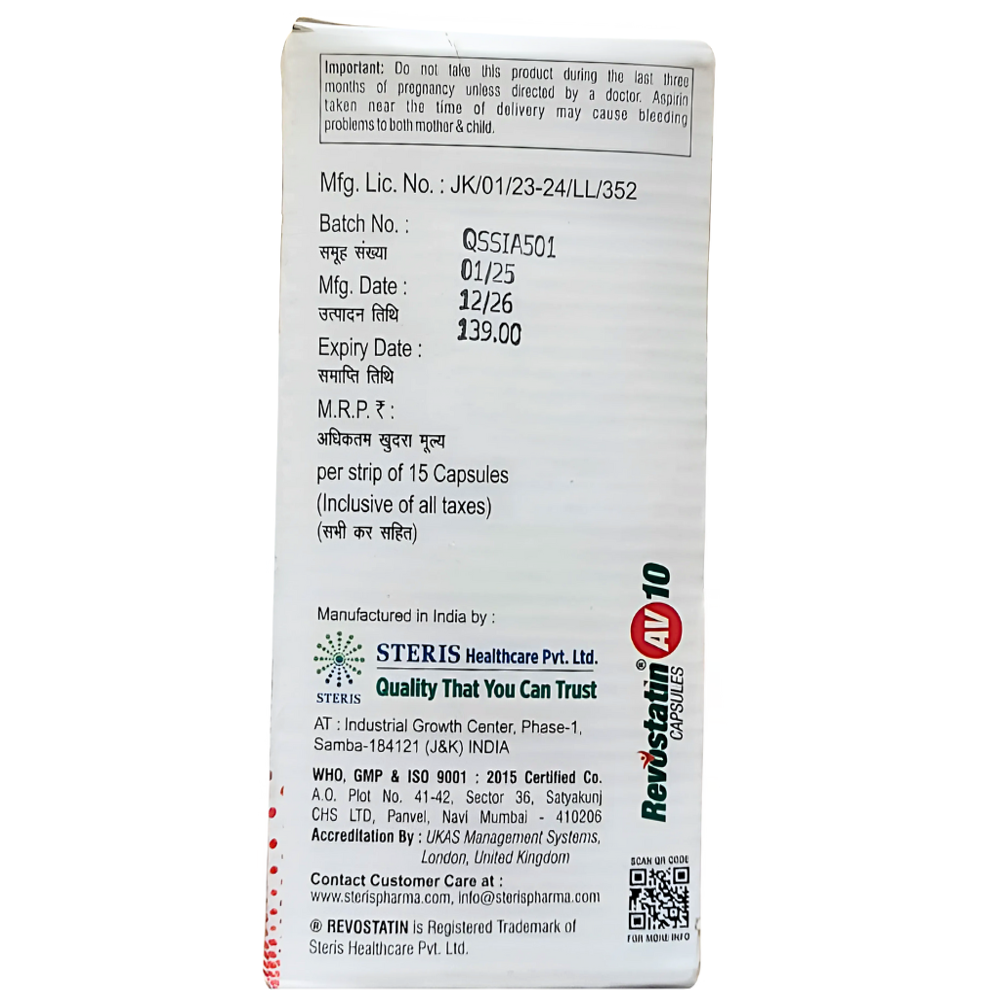 Important: Do not take this product during the last three
months of pregnancy unless directed by a doctor. Aspirin
taken near the time of delivery may cause bleeding
problems to both mother & child.
Mfg. Lic. No. : JK/01/23-24/LL/352
Batch No. :
समूह संख्या
QSSIA501
Mfg. Date :
01/25
उत्पादन तिथि
12/26
139.00
Expiry Date :
समाप्ति तिथि
M.R.P. ₹ :
अधिकतम खुदरा मूल्य
per strip of 15 Capsules
(Inclusive of all taxes)
(सभी कर सहित)
Manufactured in India by :
STERIS
STERIS Healthcare Pvt. Ltd.
Quality That You Can Trust
AT : Industrial Growth Center, Phase-1,
Samba-184121 (J&K) INDIA
WHO, GMP & ISO 9001 : 2015 Certified Co.
A.O. Plot No. 41-42, Sector 36, Satyakunj
CHS LTD, Panvel, Navi Mumbai - 410206
Accreditation By : UKAS Management Systems,
London, United Kingdom
Contact Customer Care at :
www.sterispharma.com, info@sterispharma.com
® REVOSTATIN is Registered Trademark of
Steris Healthcare Pvt. Ltd.
Revostatin® AV 10
CAPSULES
SCAN QR CODE
FOR MORE INFO